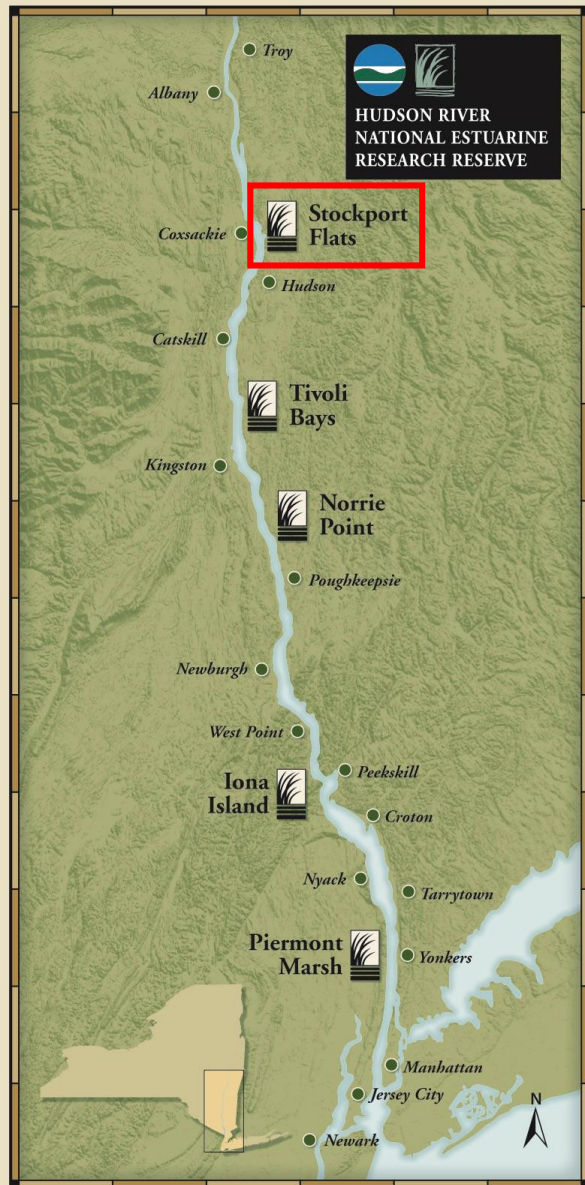 Troy
Albany
HUDSON RIVER
NATIONAL ESTUARINE
RESEARCH RESERVE
Coxsackie
Stockport
Flats
Hudson
Catskill
Tivoli
Bays
Kingston
Norrie
Point
Poughkeepsie
Newburgh
West Point
Peekskill
Iona
Island
Croton
Nyack
Tarrytown
Piermont
Marsh
Yonkers
Manhattan
Jersey City
N
Newark